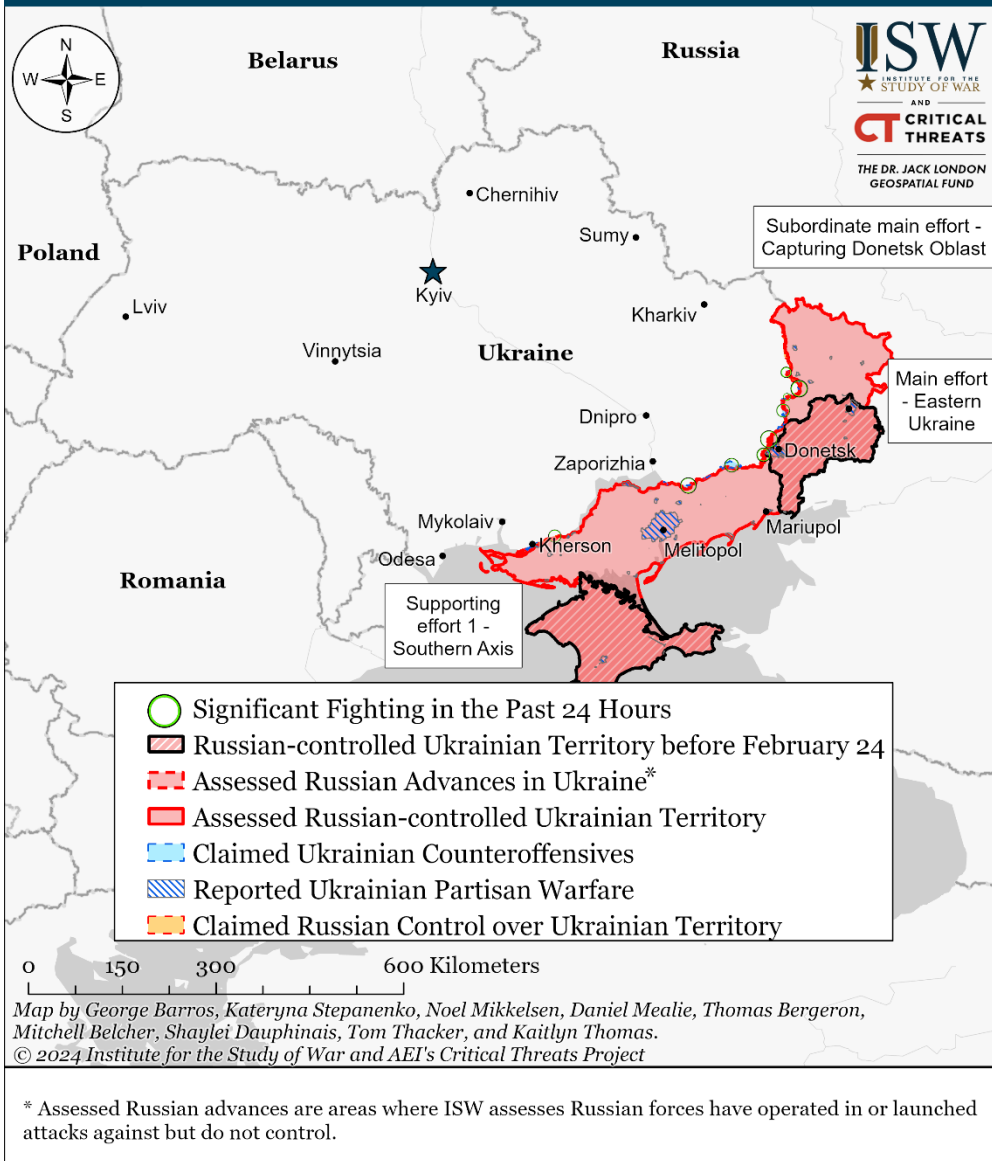 N
W
E
S
Belarus
Russia
ISW
INSTITUTE FOR THE
STUDY OF WAR
AND
CT CRITICAL
THREATS
THE DR. JACK LONDON
GEOSPATIAL FUND
Chernihiv
Subordinate main effort -
Capturing Donetsk Oblast
Sumy
Poland
Kyiv
Lviv
Kharkiv
Vinnytsia
Ukraine
Main effort
- Eastern
Ukraine
Dnipro
Donetsk
Zaporizhia
Mykolaiv
Mariupol
Kherson
Melitopol
Odesa
Romania
Supporting
effort 1 -
Southern Axis
Significant Fighting in the Past 24 Hours
Russian-controlled Ukrainian Territory before February 24
Assessed Russian Advances in Ukraine*
Assessed Russian-controlled Ukrainian Territory
Claimed Ukrainian Counteroffensives
Reported Ukrainian Partisan Warfare
Claimed Russian Control over Ukrainian Territory
0 150 300 600 Kilometers
Map by George Barros, Kateryna Stepanenko, Noel Mikkelsen, Daniel Mealie, Thomas Bergeron,
Mitchell Belcher, Shaylei Dauphinais, Tom Thacker, and Kaitlyn Thomas.
© 2024 Institute for the Study of War and AEI's Critical Threats Project
* Assessed Russian advances are areas where ISW assesses Russian forces have operated in or launched
attacks against but do not control.